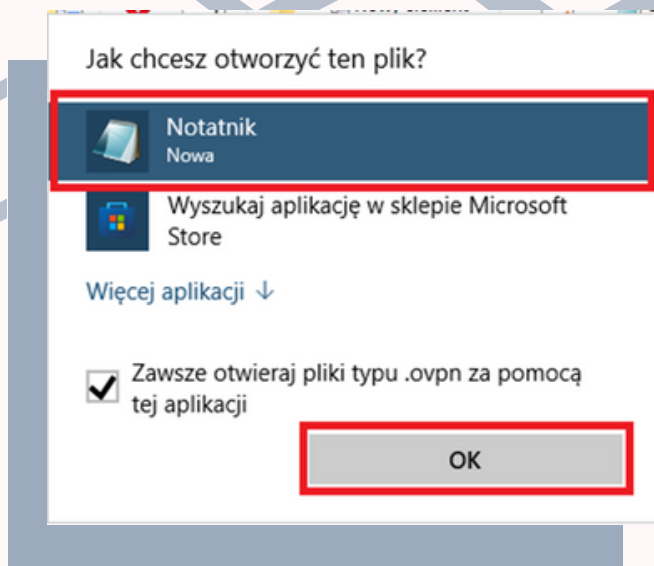 Jak chcesz otworzyć ten plik?
Notatnik
Nowa
Wyszukaj aplikację w sklepie Microsoft
Store
Więcej aplikacji ↓
Zawsze otwieraj pliki typu .ovpn za pomocą
tej aplikacji
OK